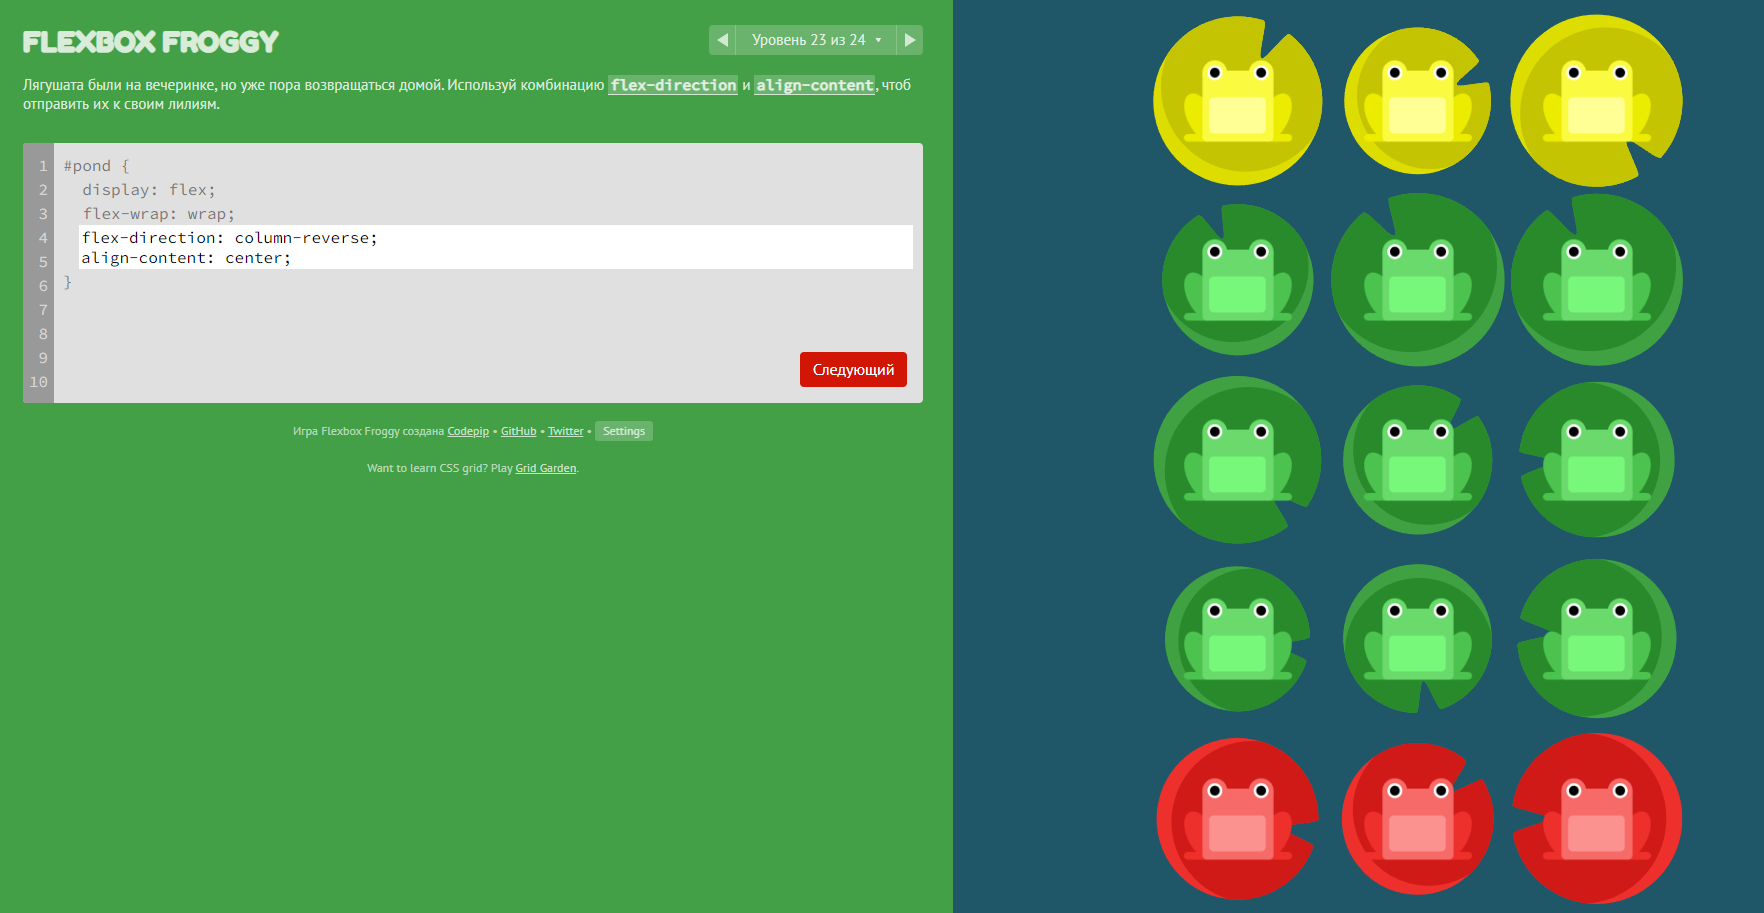 FLEXBOX FROGGY
Уровень 23 из 24
Лягушата были на вечеринке, но уже пора возвращаться домой. Используй комбинацию flex-direction и align-content, чтоб
отправить их к своим лилиям.
1 #pond {
2 display: flex;
3 flex-wrap: wrap;
4 flex-direction: column-reverse;
5 align-content: center;
6 }
7
8
9
10
Следующий
Игра Flexbox Froggy создана Codepip • GitHub • Twitter • Settings
Want to learn CSS grid? Play Grid Garden.